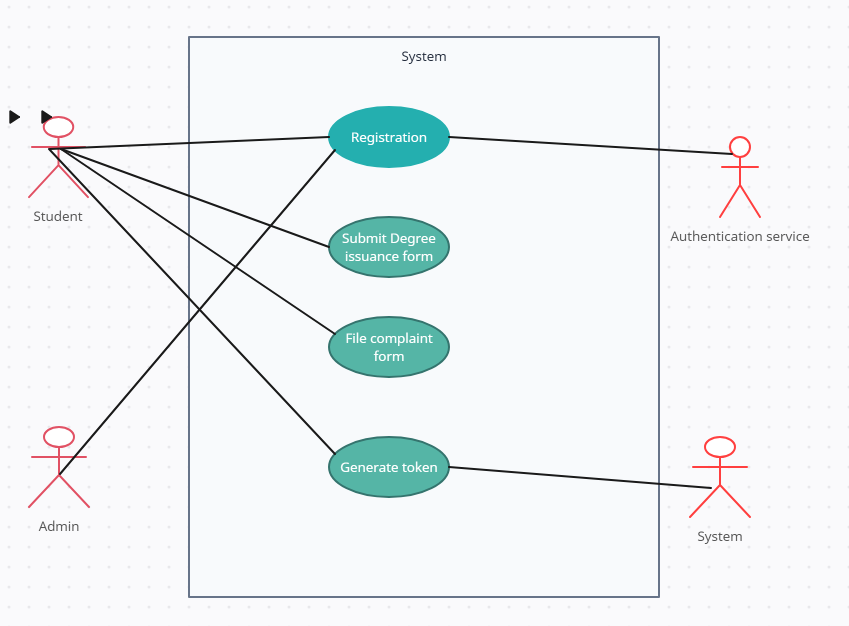 System
Registration
Student
Submit Degree
issuance form
Authentication service
File complaint
form
Generate token
Admin
System